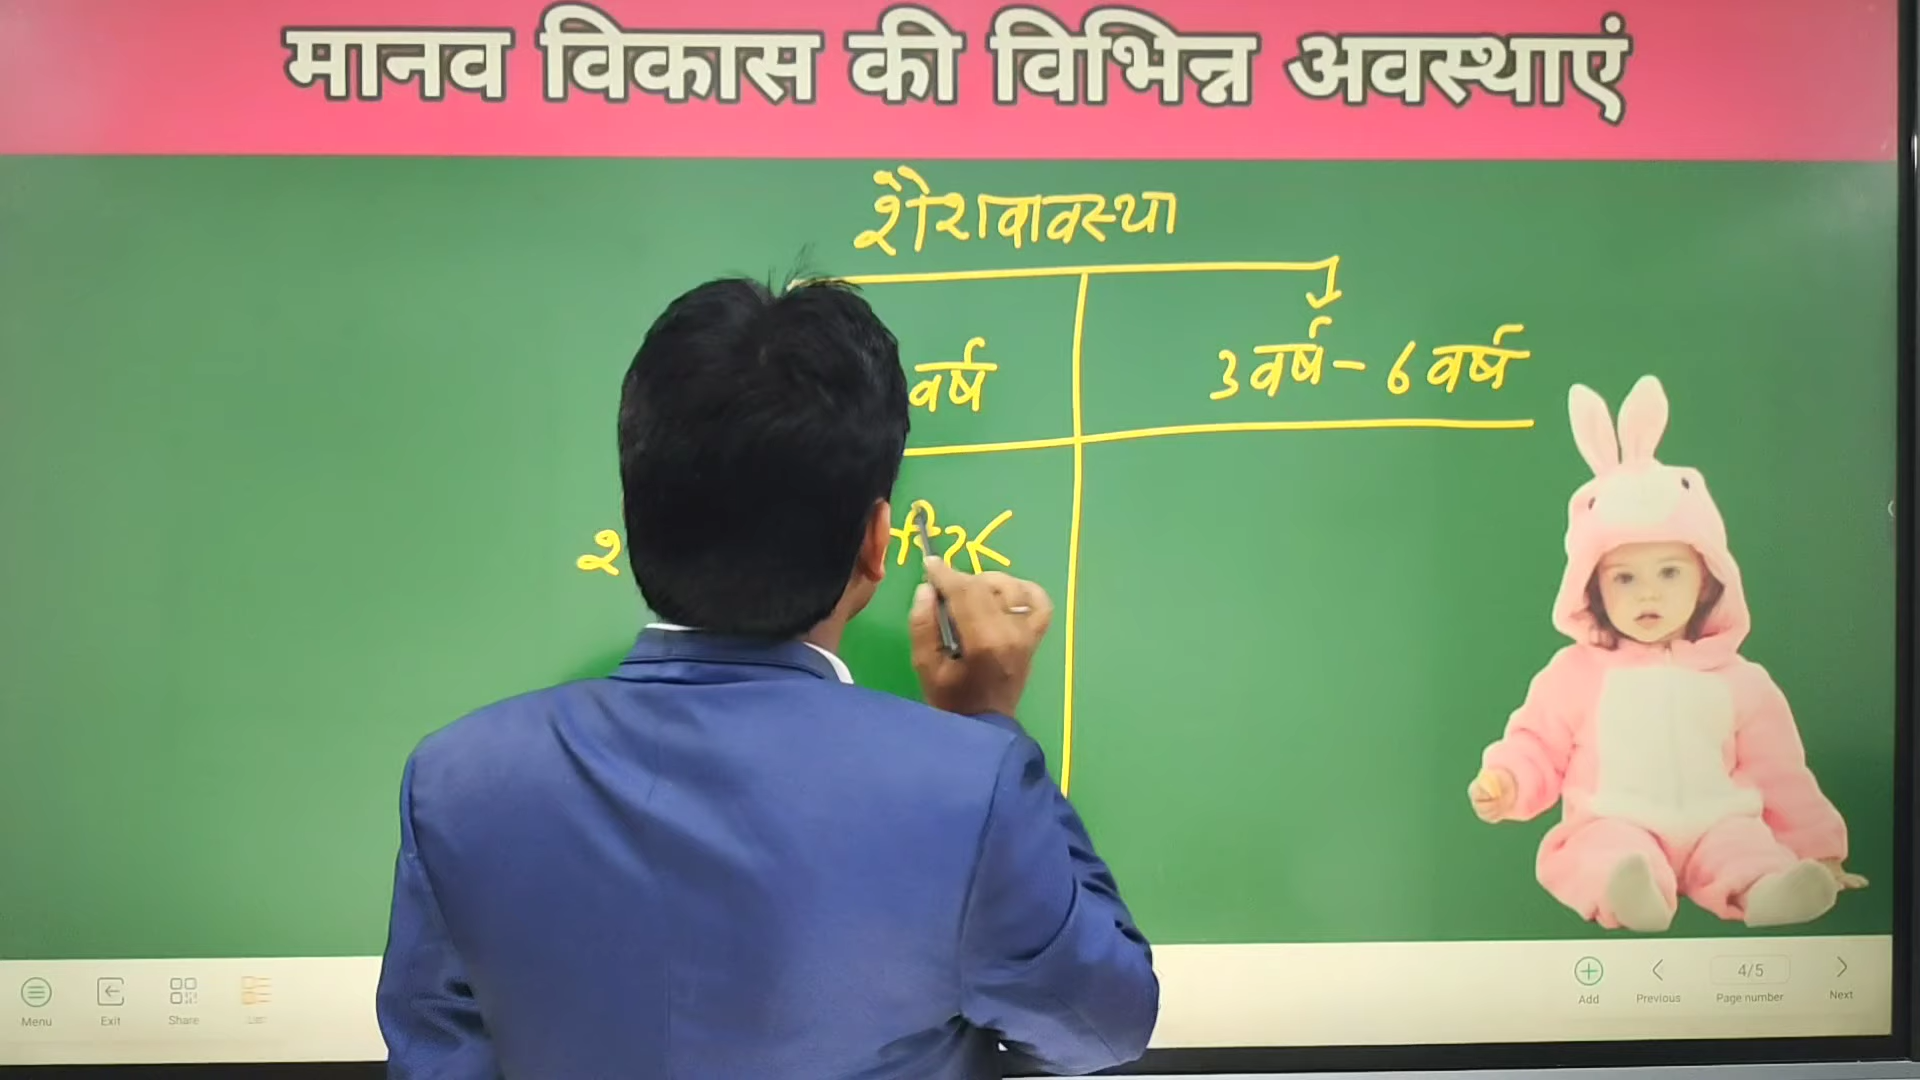 मानव विकास की विभिन्न अवस्थाएं
शैशवावस्था
वर्ष
3 वर्ष - 6 वर्ष
Menu
Exit
Share
List
Add
Previous
4/5
Page number
Next